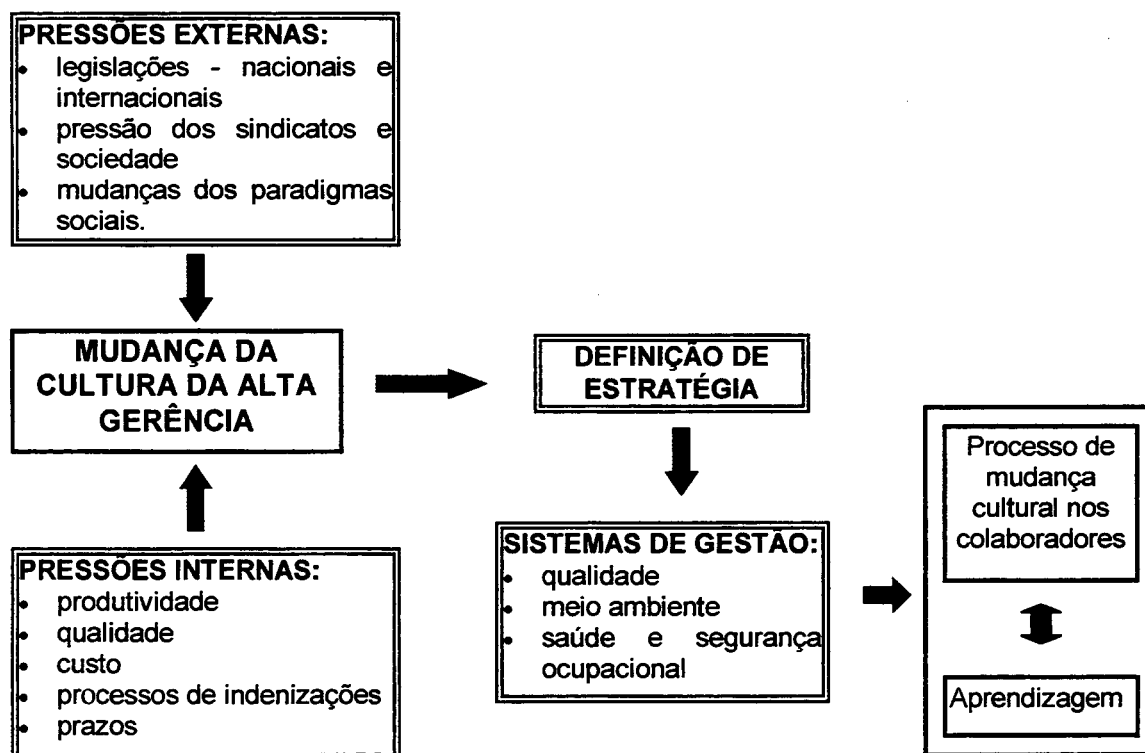 PRESSÕES EXTERNAS:
• legislações - nacionais e
internacionais
• pressão dos sindicatos e
sociedade
• mudanças dos paradigmas
sociais.
MUDANÇA DA
CULTURA DA ALTA
GERÊNCIA
DEFINIÇÃO DE
ESTRATÉGIA
PRESSÕES INTERNAS:
• produtividade
• qualidade
• custo
• processos de indenizações
• prazos
SISTEMAS DE GESTÃO:
• qualidade
• meio ambiente
• saúde e segurança
ocupacional
Processo de
mudança
cultural nos
colaboradores
Aprendizagem